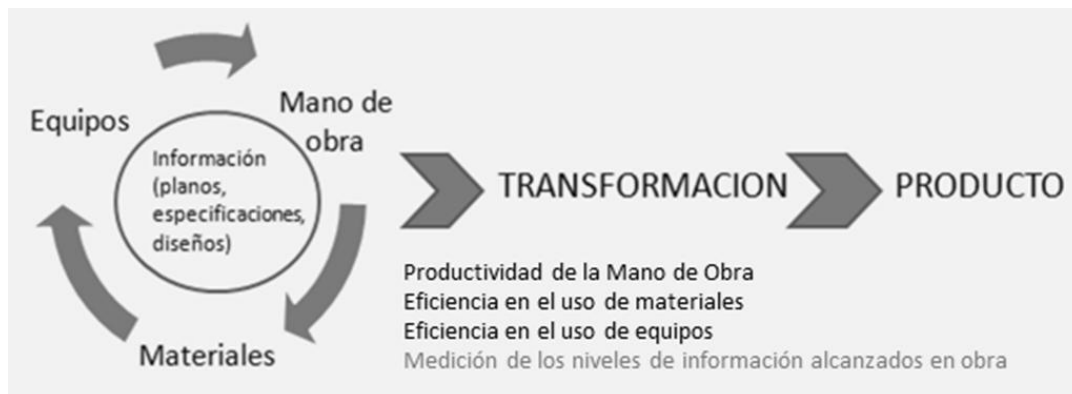 Equipos
Mano de
obra
Información
(planos,
especificaciones,
diseños)
Materiales
TRANSFORMACION
PRODUCTO
Productividad de la Mano de Obra
Eficiencia en el uso de materiales
Eficiencia en el uso de equipos
Medición de los niveles de información alcanzados en obra